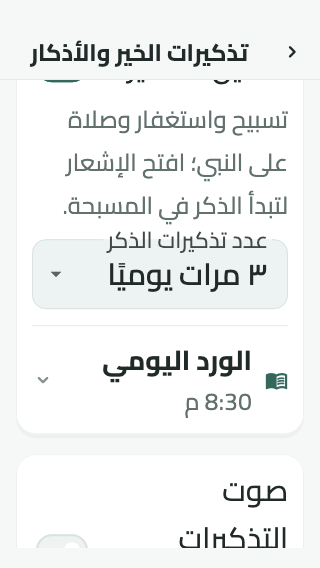 تذكيرات الخير والأذكار
تسبيح واستغفار وصلاة
على النبي؛ افتح الإشعار
لتبدأ الذكر في المسبحة.
عدد تذكيرات الذكر
٣ مرات يوميًا
الورد اليومي
8:30 م
صوت
التذكيرات